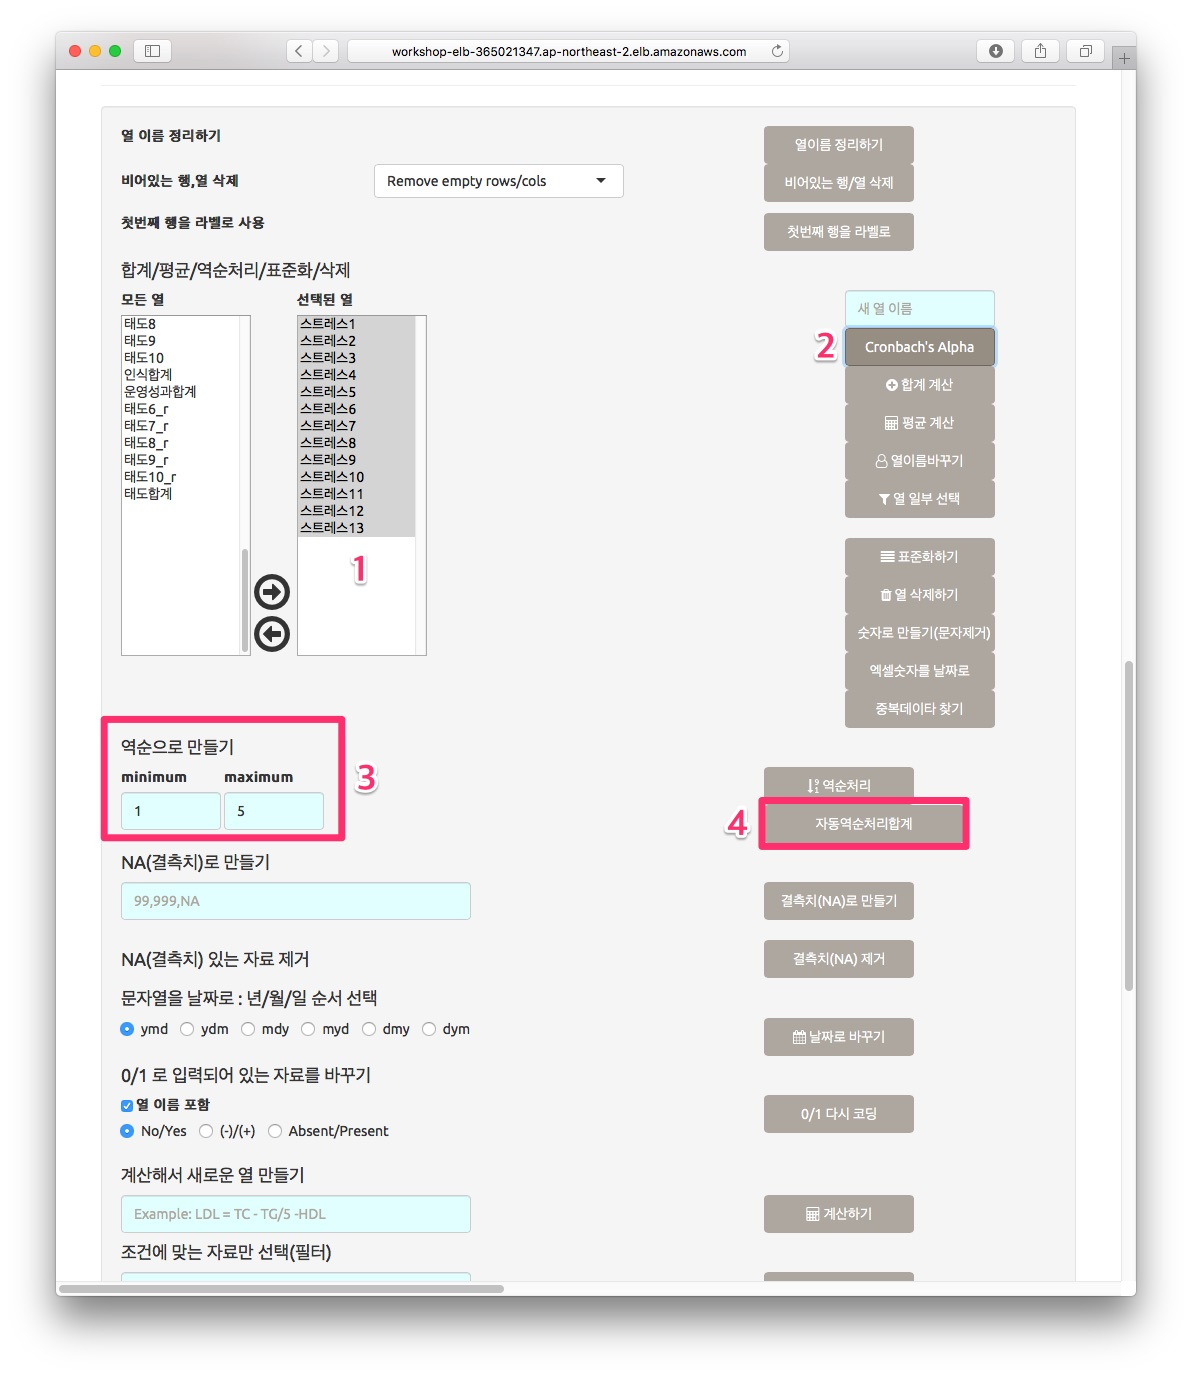 workshop-elb-365021347.ap-northeast-2.elb.amazonaws.com
열 이름 정리하기
열이름 정리하기
비어있는 행,열 삭제
Remove empty rows/cols
비어있는 행/열 삭제
첫번째 행을 라벨로 사용
첫번째 행을 라벨로
합계/평균/역순처리/표준화/삭제
모든 열
태도8
태도9
태도10
인식합계
운영성과합계
태도6_r
태도7_r
태도8_r
태도9_r
태도10_r
태도합계
선택된 열
스트레스1
스트레스2
스트레스3
스트레스4
스트레스5
스트레스6
스트레스7
스트레스8
스트레스9
스트레스10
스트레스11
스트레스12
스트레스13
1
새 열 이름
2
Cronbach's Alpha
합계 계산
평균 계산
열이름바꾸기
열 일부 선택
표준화하기
열 삭제하기
숫자로 만들기(문자제거)
엑셀숫자를 날짜로
중복데이타 찾기
역순으로 만들기
minimum maximum
1 5
3
역순처리
4
자동역순처리합계
NA(결측치)로 만들기
99,999,NA
결측치(NA)로 만들기
NA(결측치) 있는 자료 제거
결측치(NA) 제거
문자열을 날짜로 : 년/월/일 순서 선택
ymd ydm mdy myd dmy dym
날짜로 바꾸기
0/1 로 입력되어 있는 자료를 바꾸기
열 이름 포함
No/Yes (-)/(+) Absent/Present
0/1 다시 코딩
계산해서 새로운 열 만들기
Example: LDL = TC - TG/5 -HDL
계산하기
조건에 맞는 자료만 선택(필터)